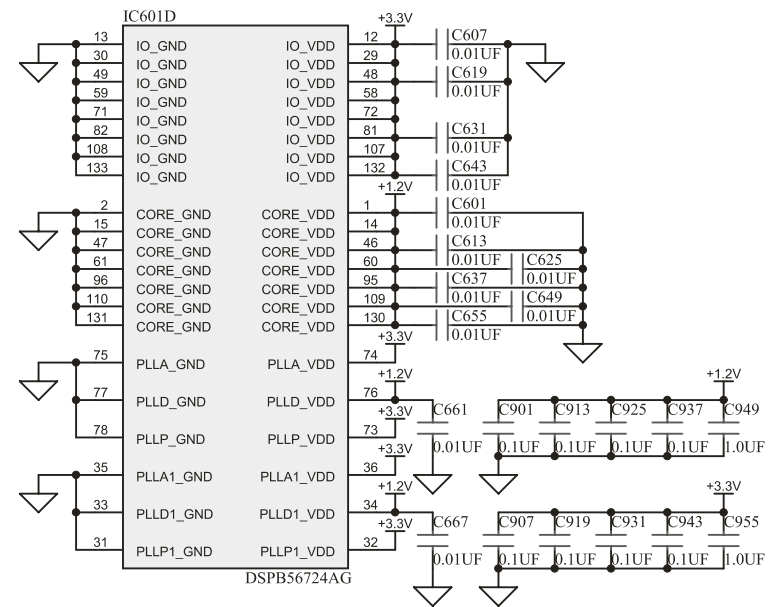 IC601D
+3.3V
13 IO_GND IO_VDD 12 C607
0.01UF
30 IO_GND IO_VDD 29
49 IO_GND IO_VDD 48 C619
0.01UF
59 IO_GND IO_VDD 58
71 IO_GND IO_VDD 72
82 IO_GND IO_VDD 81 C631
0.01UF
108 IO_GND IO_VDD 107
133 IO_GND IO_VDD 132 C643
0.01UF
+1.2V
2 CORE_GND CORE_VDD 1 C601
0.01UF
15 CORE_GND CORE_VDD 14
47 CORE_GND CORE_VDD 46 C613
0.01UF
61 CORE_GND CORE_VDD 60 C625
0.01UF
96 CORE_GND CORE_VDD 95 C637
0.01UF
110 CORE_GND CORE_VDD 109 C649
0.01UF
131 CORE_GND CORE_VDD 130 C655
0.01UF
+3.3V
75 PLLA_GND PLLA_VDD 74
+1.2V +1.2V
77 PLLD_GND PLLD_VDD 76
+3.3V C661 C901 C913 C925 C937 C949
78 PLLP_GND PLLP_VDD 73
0.01UF 0.1UF 0.1UF 0.1UF 0.1UF 1.0UF
+3.3V
35 PLLA1_GND PLLA1_VDD 36
+1.2V +3.3V
33 PLLD1_GND PLLD1_VDD 34
+3.3V C667 C907 C919 C931 C943 C955
31 PLLP1_GND PLLP1_VDD 32
0.01UF 0.1UF 0.1UF 0.1UF 0.1UF 1.0UF
DSPB56724AG